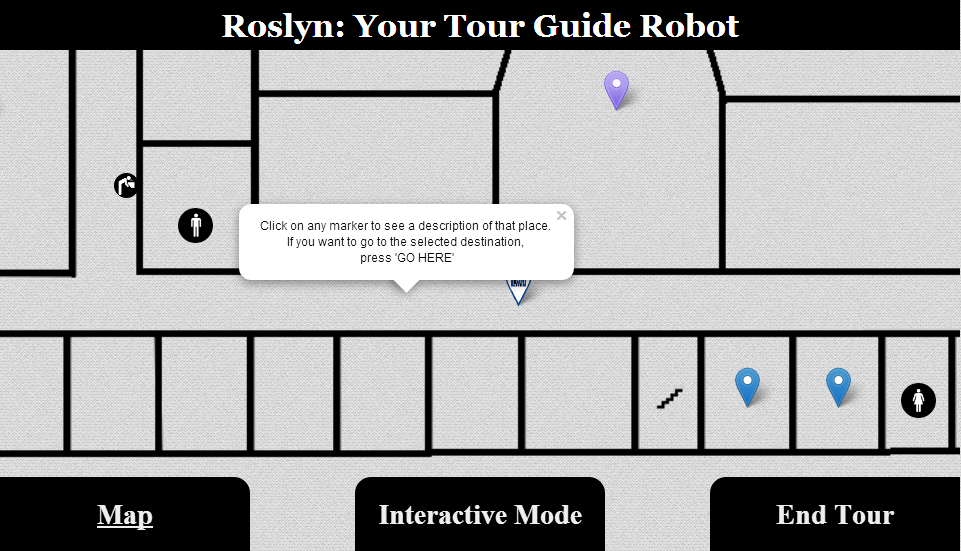 Roslyn: Your Tour Guide Robot
Click on any marker to see a description of that place.
If you want to go to the selected destination,
press 'GO HERE'
Map
Interactive Mode
End Tour